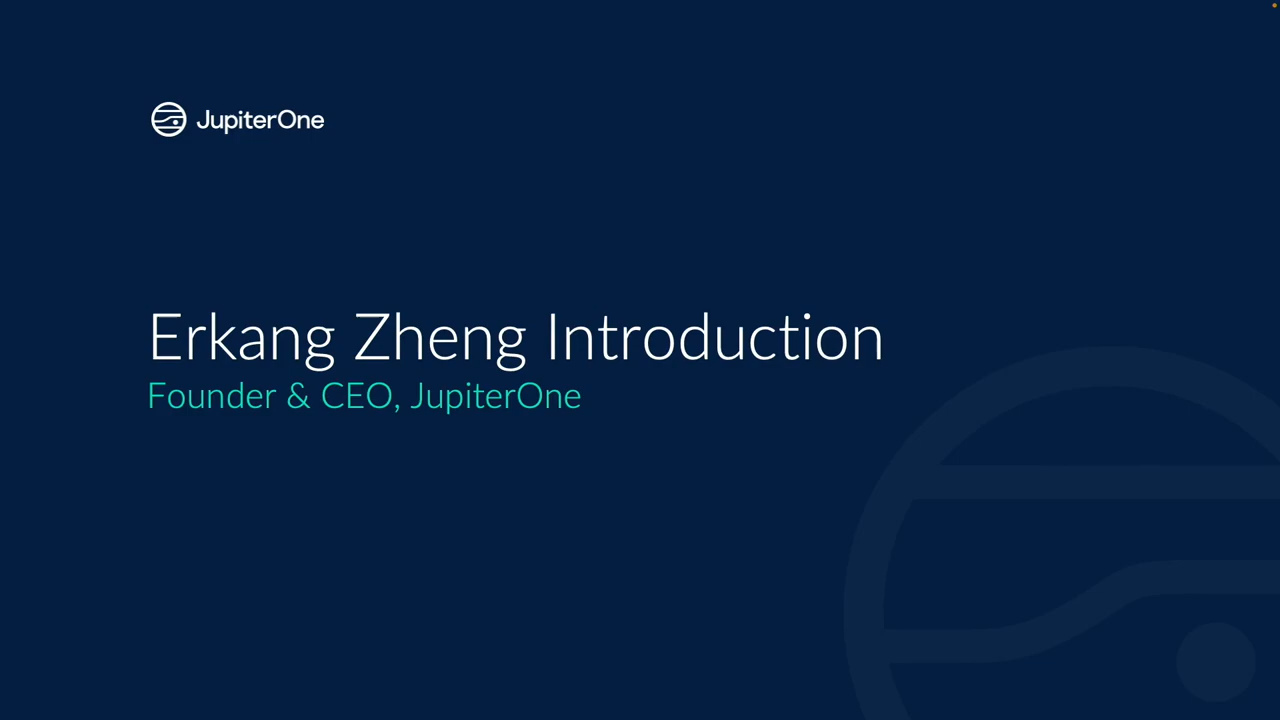 JupiterOne
Erkang Zheng Introduction
Founder & CEO, JupiterOne